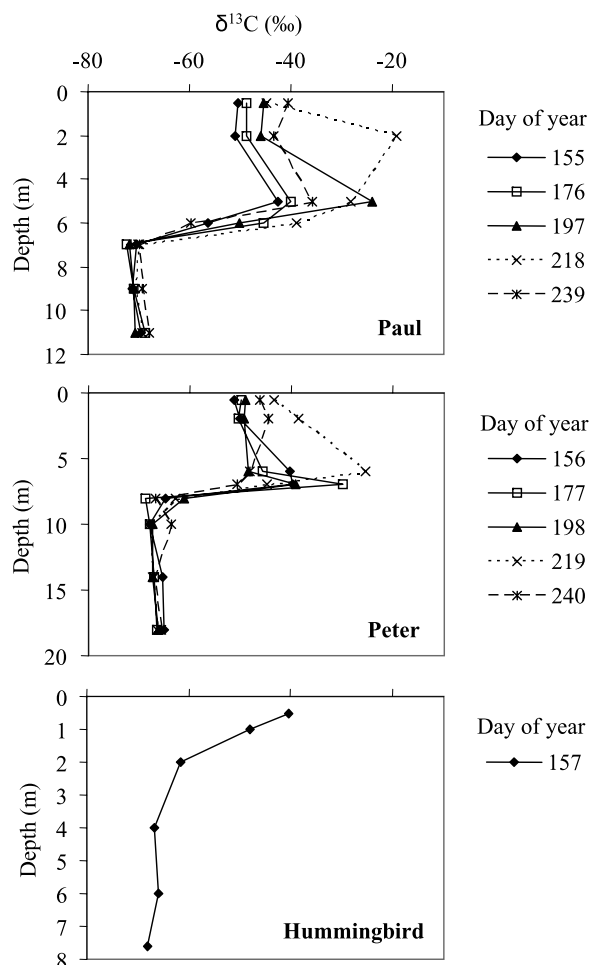 δ¹³C (‰)
-80 -60 -40 -20
0
2
4
6
8
10
12
Depth (m)
Paul
Day of year
155
176
197
218
239
0
5
10
15
20
Depth (m)
Peter
Day of year
156
177
198
219
240
0
1
2
3
4
5
6
7
8
Depth (m)
Hummingbird
Day of year
157